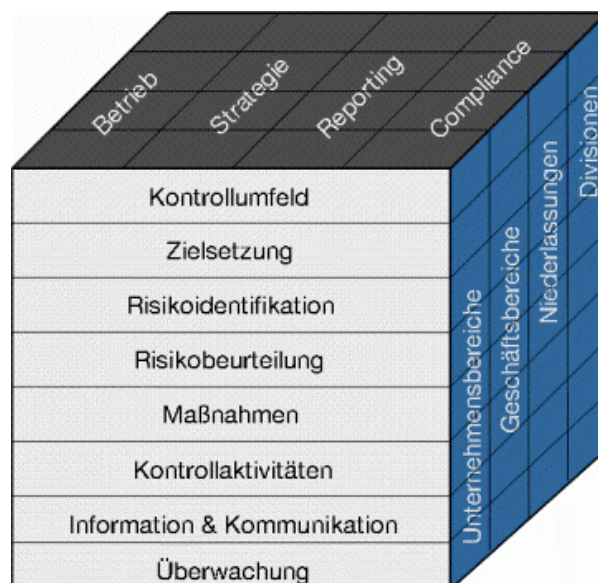 Betrieb
Strategie
Reporting
Compliance
Kontrollumfeld
Zielsetzung
Risikoidentifikation
Risikobeurteilung
Maßnahmen
Kontrollaktivitäten
Information & Kommunikation
Überwachung
Unternehmensbereiche
Geschäftsbereiche
Niederlassungen
Divisionen